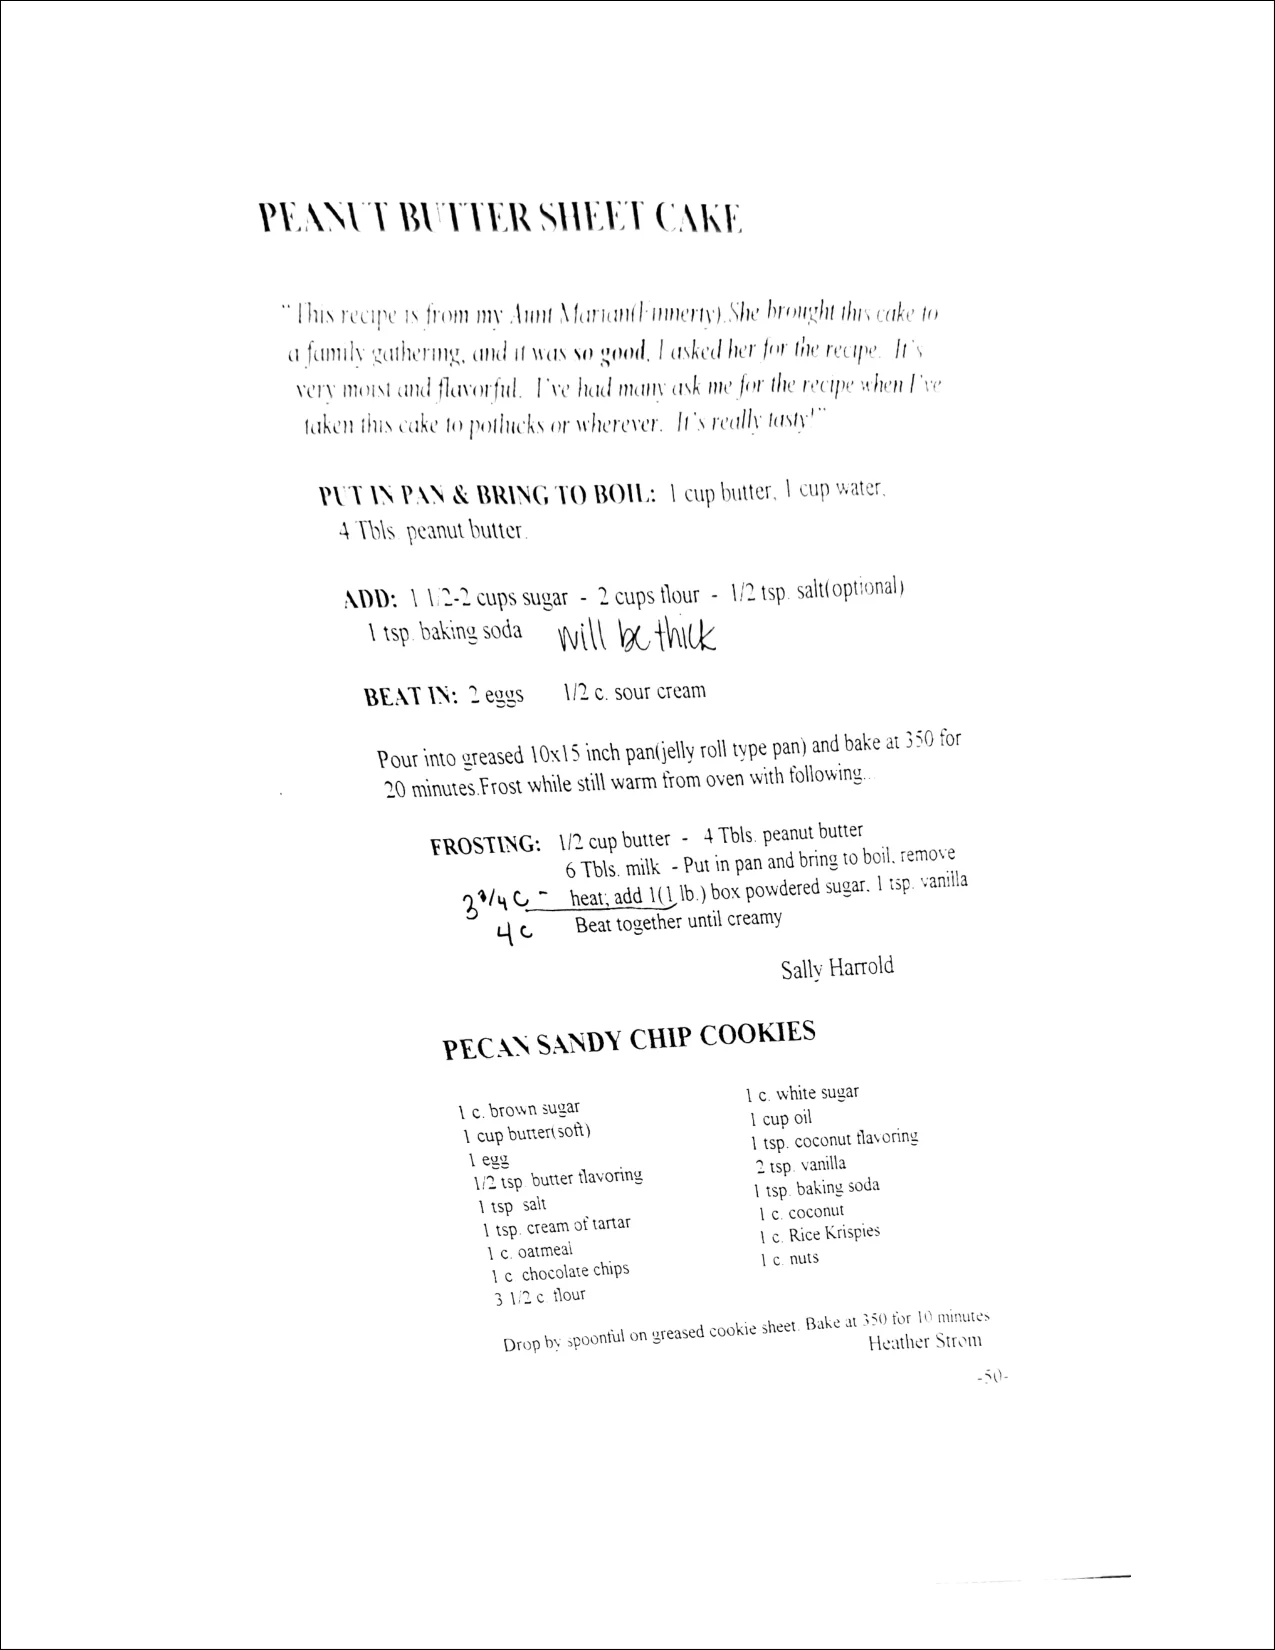 PEANUT BUTTER SHEET CAKE
"This recipe is from my Aunt Marian(Finnerty).She brought this cake to
a family gathering, and it was so good, I asked her for the recipe. It's
very moist and flavorful. I've had many ask me for the recipe when I've
taken this cake to potlucks or wherever. It's really tasty!"
PUT IN PAN & BRING TO BOIL: 1 cup butter, 1 cup water,
4 Tbls. peanut butter.
ADD: 1 1/2-2 cups sugar - 2 cups flour - 1/2 tsp. salt(optional)
1 tsp. baking soda will be thick
BEAT IN: 2 eggs 1/2 c. sour cream
Pour into greased 10x15 inch pan(jelly roll type pan) and bake at 350 for
20 minutes.Frost while still warm from oven with following...
FROSTING: 1/2 cup butter - 4 Tbls. peanut butter
6 Tbls. milk - Put in pan and bring to boil, remove
3 3/4 c - heat; add 1(1 lb.) box powdered sugar, 1 tsp. vanilla
4 c Beat together until creamy
Sally Harrold
PECAN SANDY CHIP COOKIES
1 c. brown sugar 1 c. white sugar
1 cup butter(soft) 1 cup oil
1 egg 1 tsp. coconut flavoring
1/2 tsp. butter flavoring 2 tsp. vanilla
1 tsp. salt 1 tsp. baking soda
1 tsp. cream of tartar 1 c. coconut
1 c. oatmeal 1 c. Rice Krispies
1 c. chocolate chips 1 c. nuts
3 1/2 c. flour
Drop by spoonful on greased cookie sheet. Bake at 350 for 10 minutes
Heather Strom
-50-